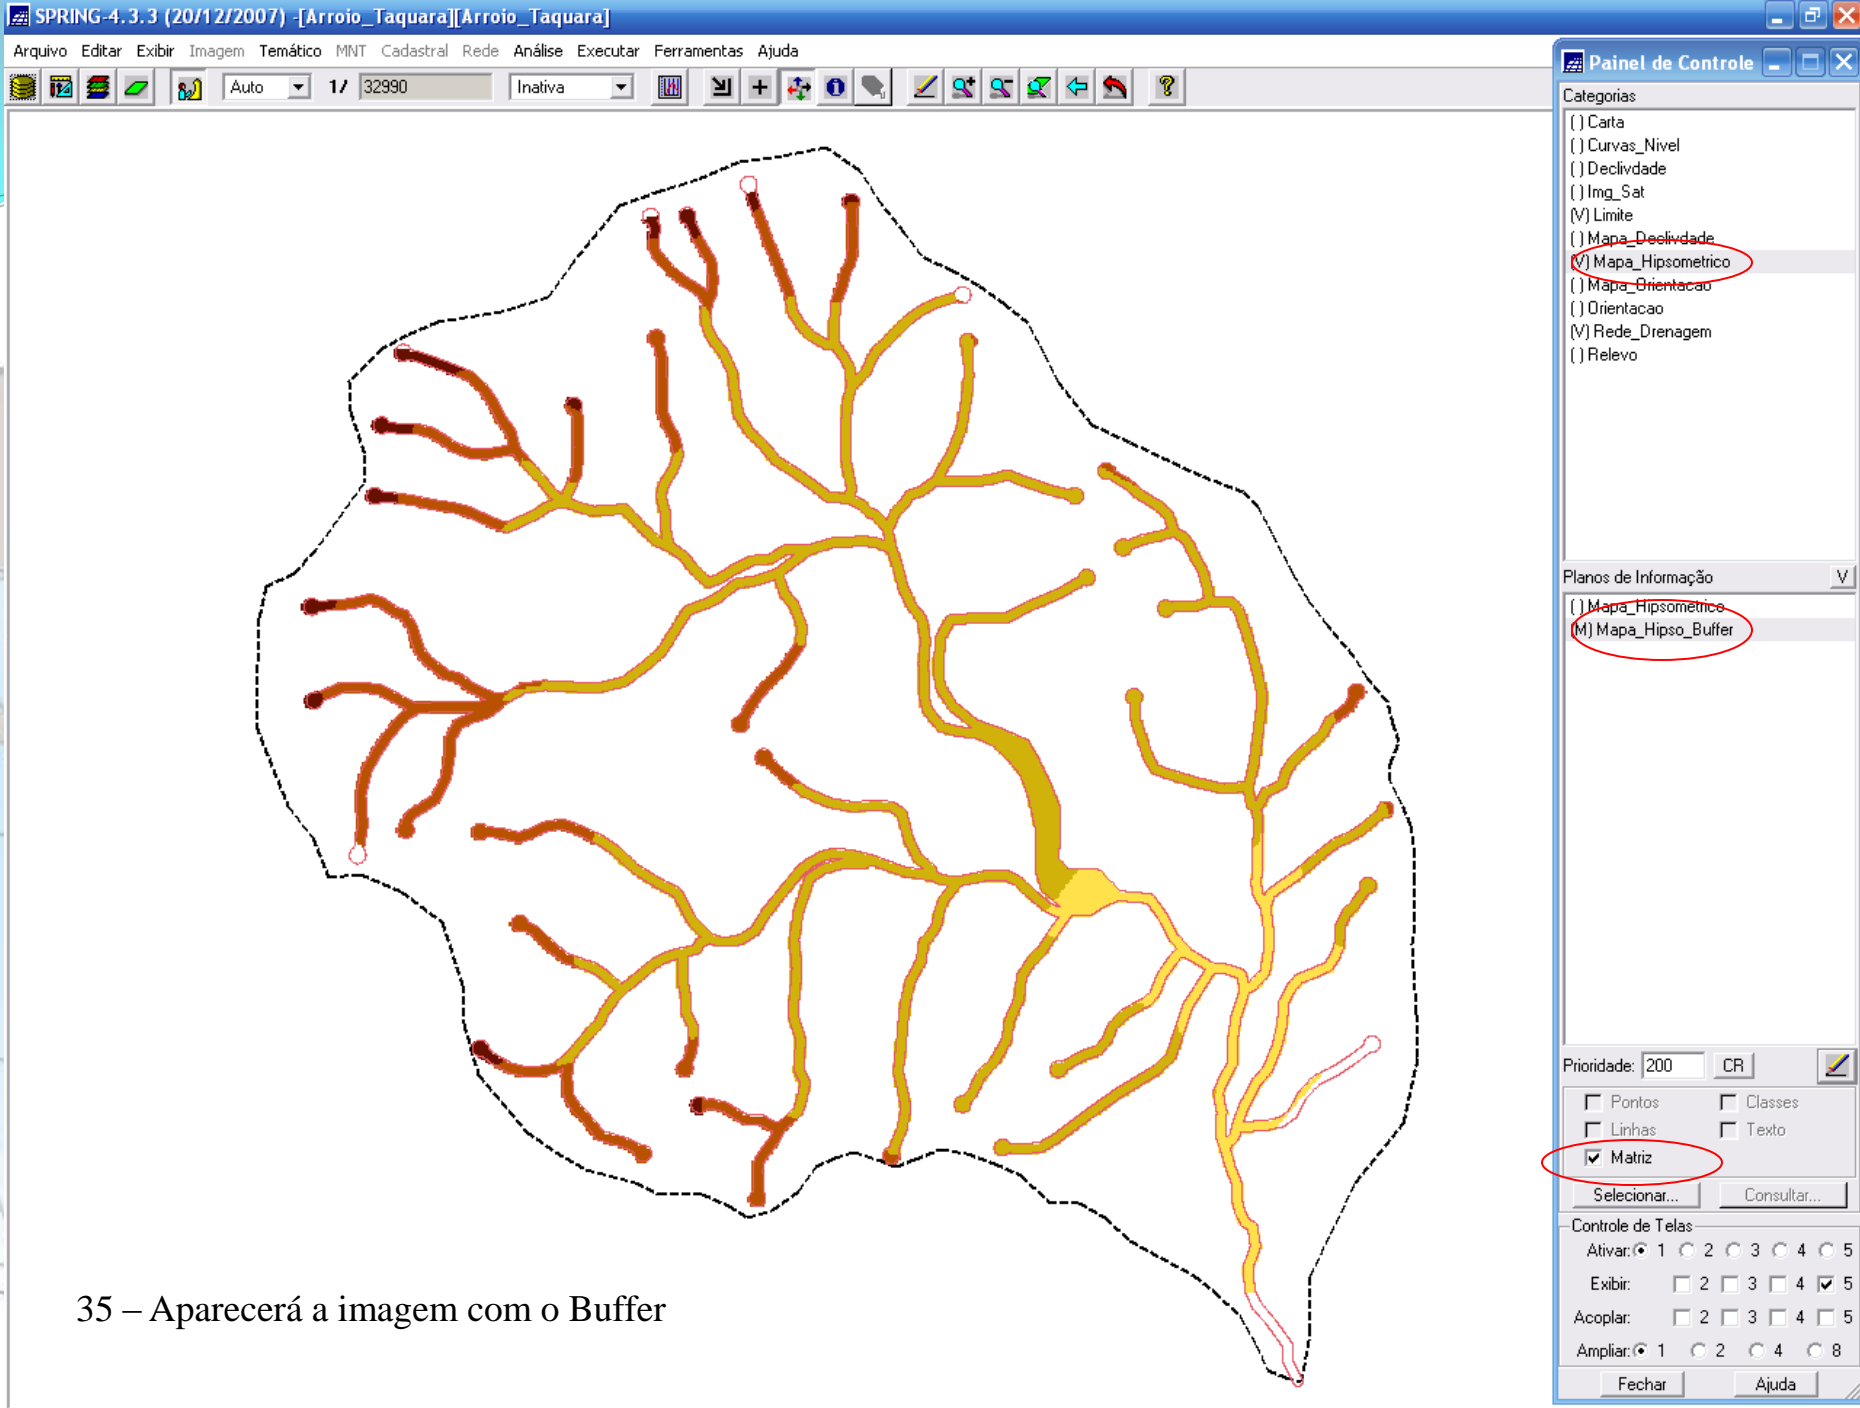 SPRING-4.3.3 (20/12/2007) -[Arroio_Taquara][Arroio_Taquara]
Arquivo Editar Exibir Imagem Temático MNT Cadastral Rede Análise Executar Ferramentas Ajuda
Auto 1/ 32990 Inativa
Painel de Controle
Categorias
( ) Carta
( ) Curvas_Nivel
( ) Declivdade
( ) Img_Sat
(V) Limite
( ) Mapa_Declivdade
(V) Mapa_Hipsometrico
( ) Mapa_Orientacao
( ) Orientacao
(V) Rede_Drenagem
( ) Relevo
Planos de Informação V
( ) Mapa_Hipsometrico
(M) Mapa_Hipso_Buffer
Prioridade: 200 CR
Pontos Classes
Linhas Texto
Matriz
Selecionar... Consultar...
Controle de Telas
Ativar: 1 2 3 4 5
Exibir: 2 3 4 5
Acoplar: 2 3 4 5
Ampliar: 1 2 4 8
Fechar Ajuda
35 – Aparecerá a imagem com o Buffer